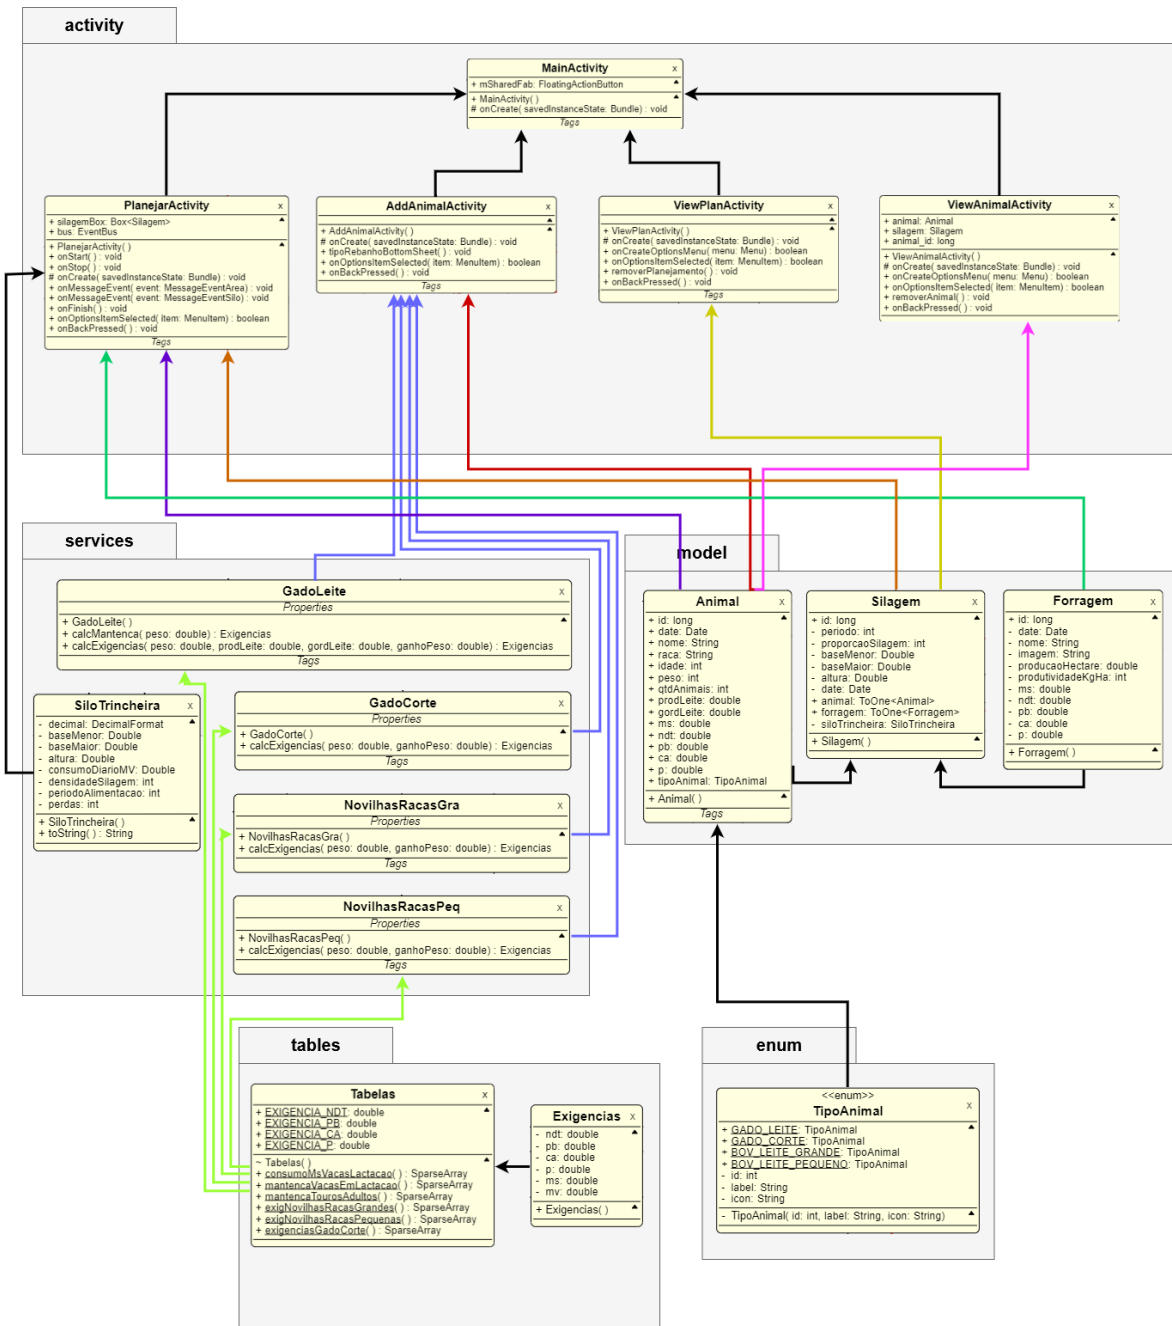 activity
MainActivity x
+ mSharedFab: FloatingActionButton
+ MainActivity( )
# onCreate( savedInstanceState: Bundle) : void
Tags
PlanejarActivity x
+ silagemBox: Box<Silagem>
+ bus: EventBus
+ PlanejarActivity( )
+ onStart( ) : void
+ onStop( ) : void
# onCreate( savedInstanceState: Bundle) : void
+ onMessageEvent( event: MessageEventArea) : void
+ onMessageEvent( event: MessageEventSilo) : void
+ onFinish( ) : void
+ onOptionsItemSelected( item: MenuItem) : boolean
+ onBackPressed( ) : void
Tags
AddAnimalActivity x
+ AddAnimalActivity( )
# onCreate( savedInstanceState: Bundle) : void
+ tipoRebanhoBottomSheet( ) : void
+ onOptionsItemSelected( item: MenuItem) : boolean
+ onBackPressed( ) : void
Tags
ViewPlanActivity x
+ ViewPlanActivity( )
# onCreate( savedInstanceState: Bundle) : void
+ onCreateOptionsMenu( menu: Menu) : boolean
+ onOptionsItemSelected( item: MenuItem) : boolean
+ removerPlanejamento( ) : void
+ onBackPressed( ) : void
Tags
ViewAnimalActivity x
+ animal: Animal
+ silagem: Silagem
+ animal_id: long
+ ViewAnimalActivity( )
# onCreate( savedInstanceState: Bundle) : void
+ onCreateOptionsMenu( menu: Menu) : boolean
+ onOptionsItemSelected( item: MenuItem) : boolean
+ removerAnimal( ) : void
+ onBackPressed( ) : void
services
GadoLeite x
Properties
+ GadoLeite( )
+ calcMantenca( peso: double) : Exigencias
+ calcExigencias( peso: double, prodLeite: double, gordLeite: double, ganhoPeso: double) : Exigencias
Tags
SiloTrincheira x
- decimal: DecimalFormat
- baseMenor: Double
- baseMaior: Double
- altura: Double
- consumoDiarioMV: Double
- densidadeSilagem: int
- periodoAlimentacao: int
- perdas: int
+ SiloTrincheira( )
+ toString( ) : String
GadoCorte x
Properties
+ GadoCorte( )
+ calcExigencias( peso: double, ganhoPeso: double) : Exigencias
Tags
NovilhasRacasGra x
Properties
+ NovilhasRacasGra( )
+ calcExigencias( peso: double, ganhoPeso: double) : Exigencias
Tags
NovilhasRacasPeq x
Properties
+ NovilhasRacasPeq( )
+ calcExigencias( peso: double, ganhoPeso: double) : Exigencias
Tags
model
Animal x
+ id: long
+ date: Date
+ nome: String
+ raca: String
+ idade: int
+ peso: int
+ qtdAnimais: int
+ prodLeite: double
+ gordLeite: double
+ ms: double
+ ndt: double
+ pb: double
+ ca: double
+ p: double
+ tipoAnimal: TipoAnimal
+ Animal( )
Tags
Silagem x
+ id: long
- periodo: int
- proporcaoSilagem: int
- baseMenor: Double
- baseMaior: Double
- altura: Double
- date: Date
+ animal: ToOne<Animal>
+ forragem: ToOne<Forragem>
- siloTrincheira: SiloTrincheira
+ Silagem( )
Forragem x
+ id: long
- date: Date
- nome: String
- imagem: String
- producaoHectare: double
- produtividadeKgHa: int
- ms: double
- ndt: double
- pb: double
- ca: double
- p: double
+ Forragem( )
tables
Tabelas x
+ EXIGENCIA_NDT: double
+ EXIGENCIA_PB: double
+ EXIGENCIA_CA: double
+ EXIGENCIA_P: double
~ Tabelas( )
+ consumoMsVacasLactacao( ) : SparseArray
+ mantencaVacasEmLactacao( ) : SparseArray
+ mantencaTourosAdultos( ) : SparseArray
+ exigNovilhasRacasGrandes( ) : SparseArray
+ exigNovilhasRacasPequenas( ) : SparseArray
+ exigenciasGadoCorte( ) : SparseArray
Exigencias x
- ndt: double
- pb: double
- ca: double
- p: double
- ms: double
- mv: double
+ Exigencias( )
enum
<<enum>>
TipoAnimal x
+ GADO_LEITE: TipoAnimal
+ GADO_CORTE: TipoAnimal
+ BOV_LEITE_GRANDE: TipoAnimal
+ BOV_LEITE_PEQUENO: TipoAnimal
- id: int
- label: String
- icon: String
- TipoAnimal( id: int, label: String, icon: String)